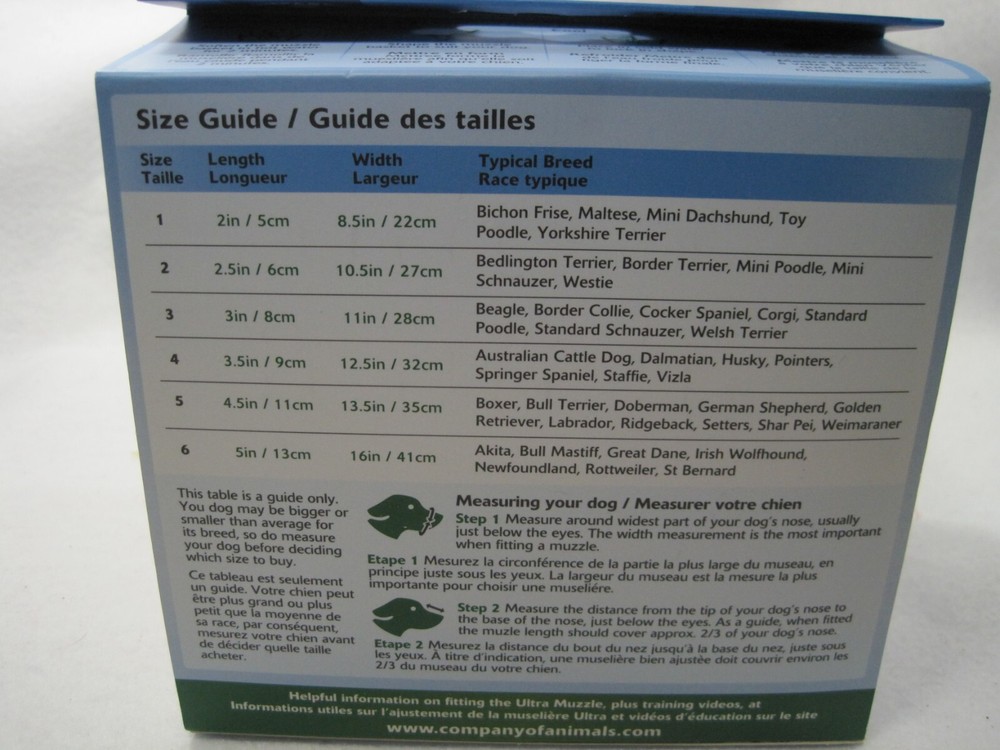 Size Guide / Guide des tailles
Size Length Width Typical Breed
Taille Longueur Largeur Race typique
1 2in / 5cm 8.5in / 22cm Bichon Frise, Maltese, Mini Dachshund, Toy
Poodle, Yorkshire Terrier
2 2.5in / 6cm 10.5in / 27cm Bedlington Terrier, Border Terrier, Mini Poodle, Mini
Schnauzer, Westie
3 3in / 8cm 11in / 28cm Beagle, Border Collie, Cocker Spaniel, Corgi, Standard
Poodle, Standard Schnauzer, Welsh Terrier
4 3.5in / 9cm 12.5in / 32cm Australian Cattle Dog, Dalmatian, Husky, Pointers,
Springer Spaniel, Staffie, Vizla
5 4.5in / 11cm 13.5in / 35cm Boxer, Bull Terrier, Doberman, German Shepherd, Golden
Retriever, Labrador, Ridgeback, Setters, Shar Pei, Weimaraner
6 5in / 13cm 16in / 41cm Akita, Bull Mastiff, Great Dane, Irish Wolfhound,
Newfoundland, Rottweiler, St Bernard
This table is a guide only.
You dog may be bigger or
smaller than average for
its breed, so do measure
your dog before deciding
which size to buy.
Ce tableau est seulement
un guide. Votre chien peut
être plus grand ou plus
petit que la moyenne de
sa race, par conséquent,
mesurez votre chien avant
de décider quelle taille
acheter.
Measuring your dog / Measurer votre chien
Step 1 Measure around widest part of your dog's nose, usually
just below the eyes. The width measurement is the most important
when fitting a muzzle.
Etape 1 Mesurez la circonférence de la partie la plus large du museau, en
principe juste sous les yeux. La largeur du museau est la mesure la plus
importante pour choisir une muselière.
Step 2 Measure the distance from the tip of your dog's nose to
the base of the nose, just below the eyes. As a guide, when fitted
the muzle length should cover approx. 2/3 of your dog's nose.
Etape 2 Mesurez la distance du bout du nez jusqu'à la base du nez, juste sous
les yeux. À titre d'indication, une muselière bien ajustée doit couvrir environ les
2/3 du museau du votre chien.
Helpful information on fitting the Ultra Muzzle, plus training videos, at
Informations utiles sur l'ajustement de la muselière Ultra et vidéos d'éducation sur le site
www.companyofanimals.com